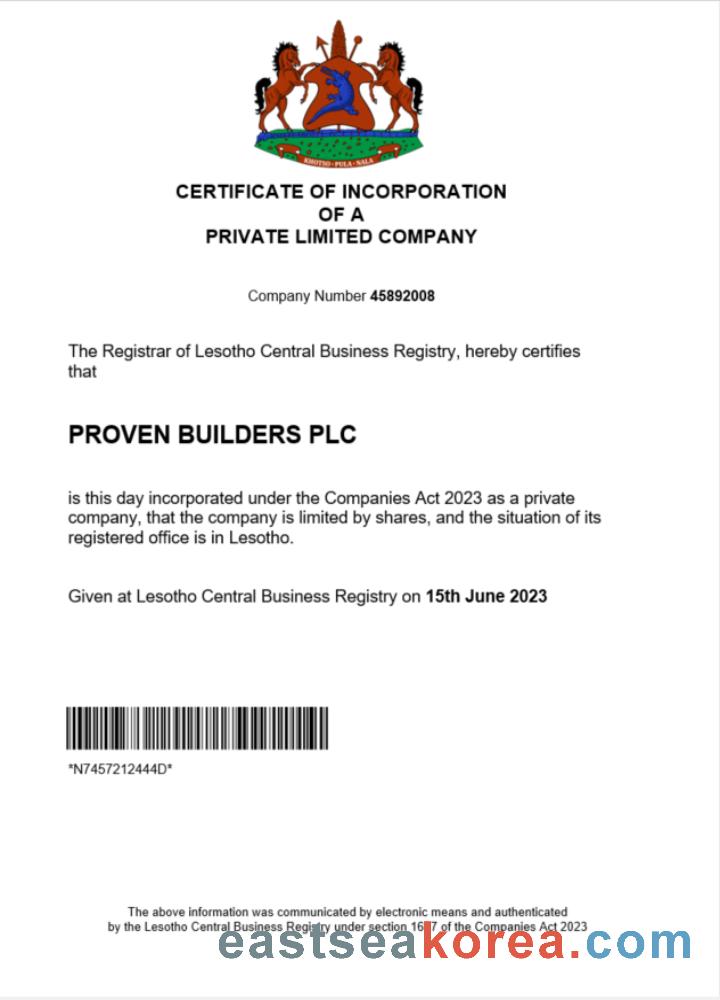 KHOTSO • PULA • NALA
CERTIFICATE OF INCORPORATION
OF A
PRIVATE LIMITED COMPANY
Company Number 45892008
The Registrar of Lesotho Central Business Registry, hereby certifies
that
PROVEN BUILDERS PLC
is this day incorporated under the Companies Act 2023 as a private
company, that the company is limited by shares, and the situation of its
registered office is in Lesotho.
Given at Lesotho Central Business Registry on 15th June 2023
*N7457212444D*
The above information was communicated by electronic means and authenticated
by the Lesotho Central Business Registry under section of the Companies Act 2023
eastseakorea.com